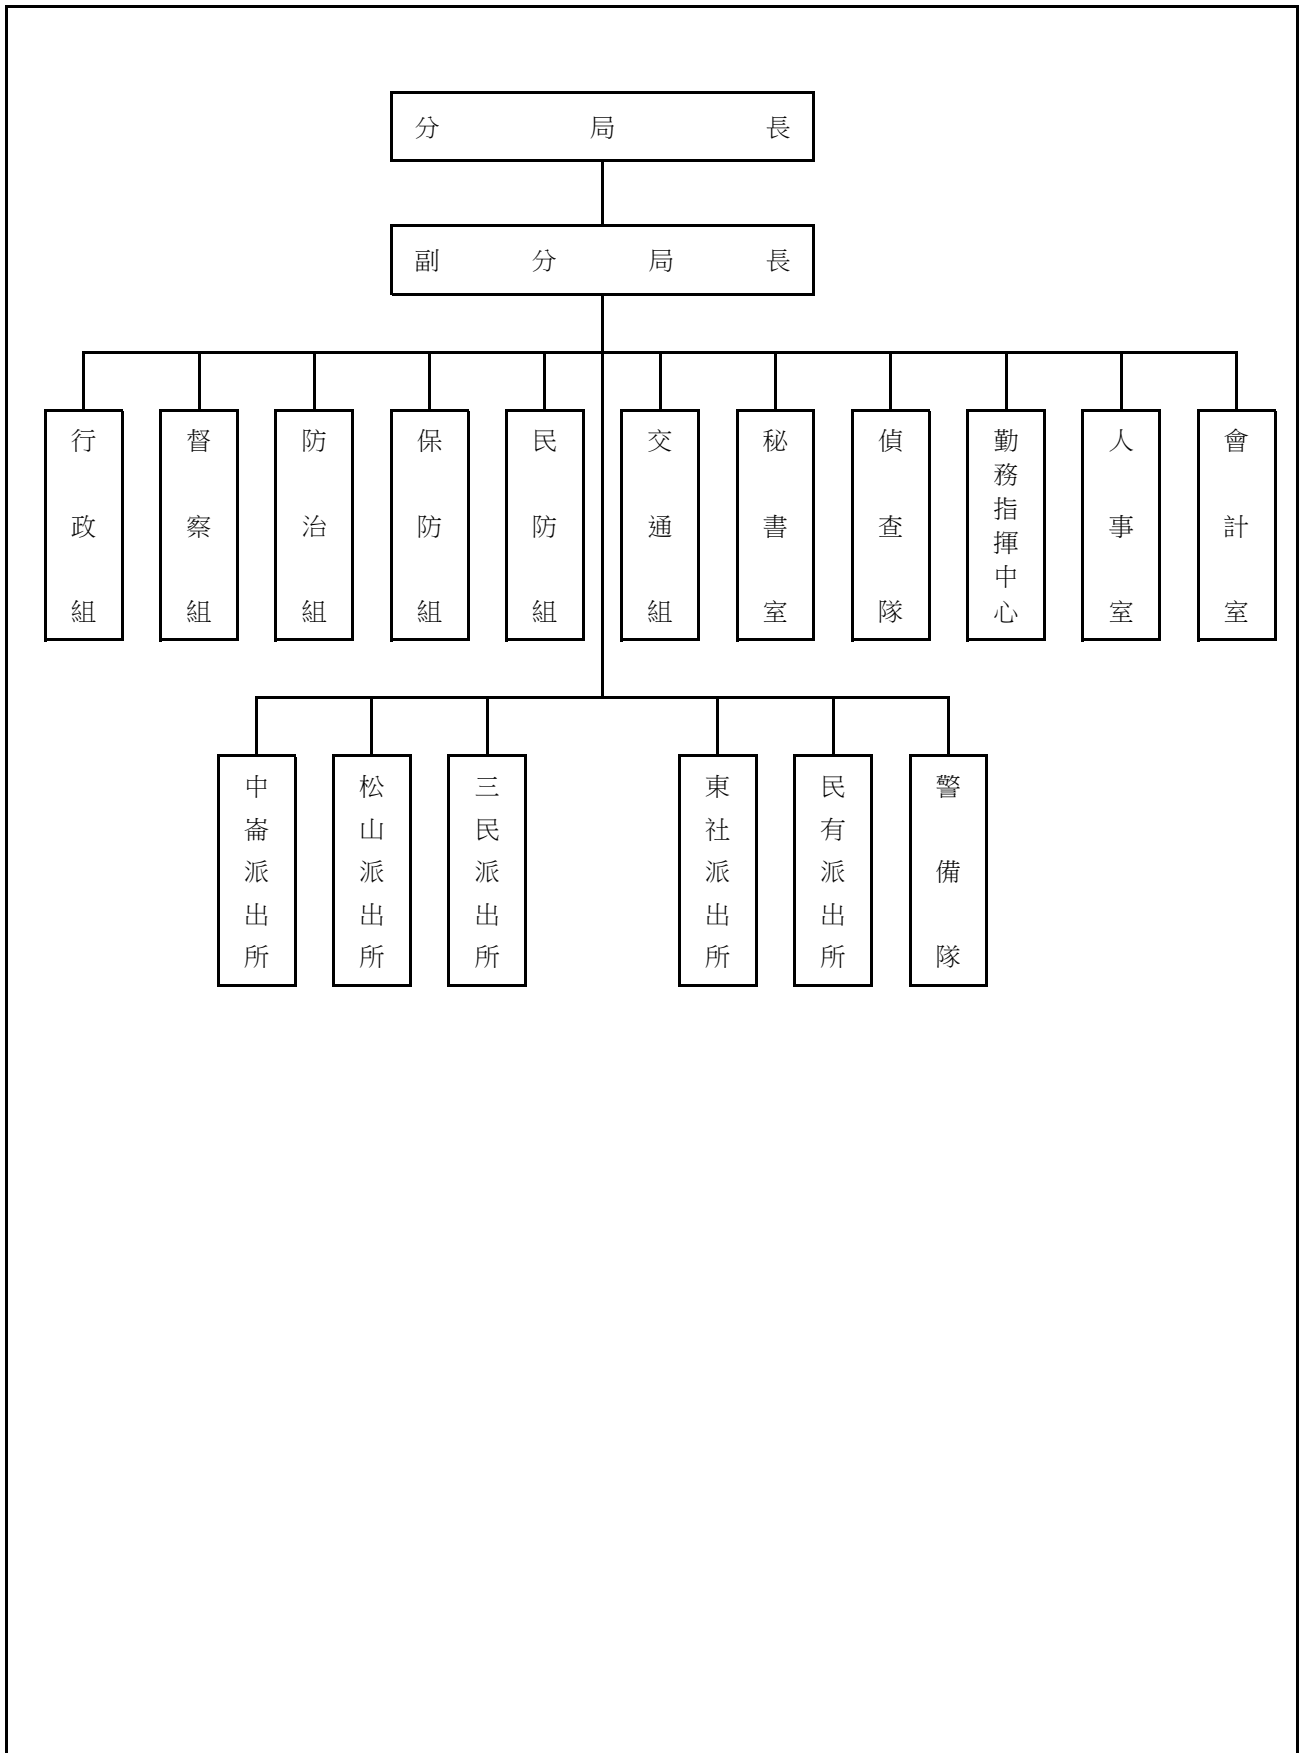 分局長
副分局長
行政組
督察組
防治組
保防組
民防組
交通組
秘書室
偵查隊
勤務指揮中心
人事室
會計室
中崙派出所
松山派出所
三民派出所
東社派出所
民有派出所
警備隊